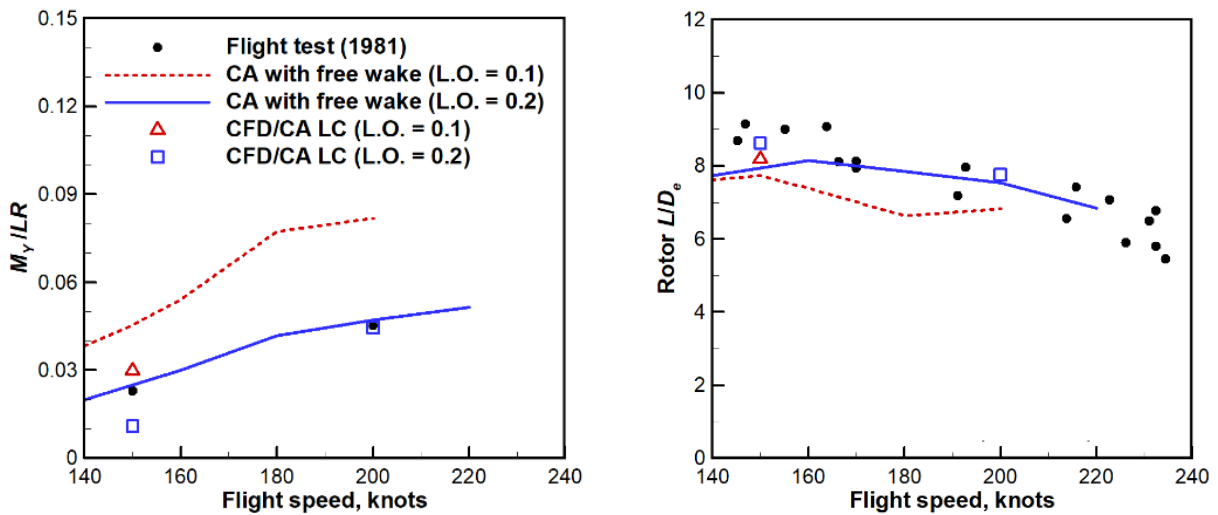 0.15
0.12
0.09
0.06
0.03
0
M_Y/LR
Flight test (1981)
CA with free wake (L.O. = 0.1)
CA with free wake (L.O. = 0.2)
CFD/CA LC (L.O. = 0.1)
CFD/CA LC (L.O. = 0.2)
140 160 180 200 220 240
Flight speed, knots
12
10
8
6
4
2
0
Rotor L/D_e
140 160 180 200 220 240
Flight speed, knots